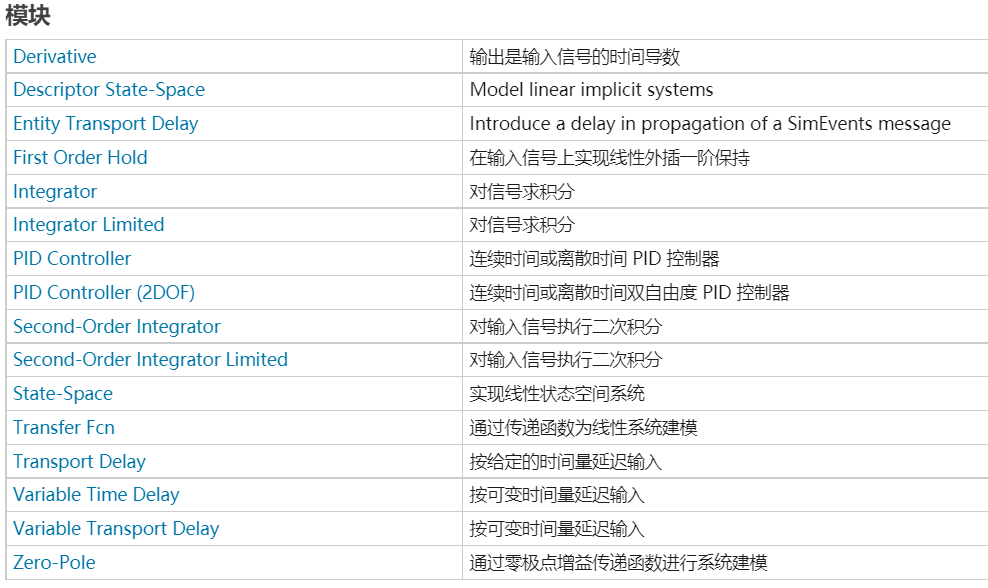 模块
Derivative 输出是输入信号的时间导数
Descriptor State-Space Model linear implicit systems
Entity Transport Delay Introduce a delay in propagation of a SimEvents message
First Order Hold 在输入信号上实现线性外插一阶保持
Integrator 对信号求积分
Integrator Limited 对信号求积分
PID Controller 连续时间或离散时间 PID 控制器
PID Controller (2DOF) 连续时间或离散时间双自由度 PID 控制器
Second-Order Integrator 对输入信号执行二次积分
Second-Order Integrator Limited 对输入信号执行二次积分
State-Space 实现线性状态空间系统
Transfer Fcn 通过传递函数为线性系统建模
Transport Delay 按给定的时间量延迟输入
Variable Time Delay 按可变时间量延迟输入
Variable Transport Delay 按可变时间量延迟输入
Zero-Pole 通过零极点增益传递函数进行系统建模